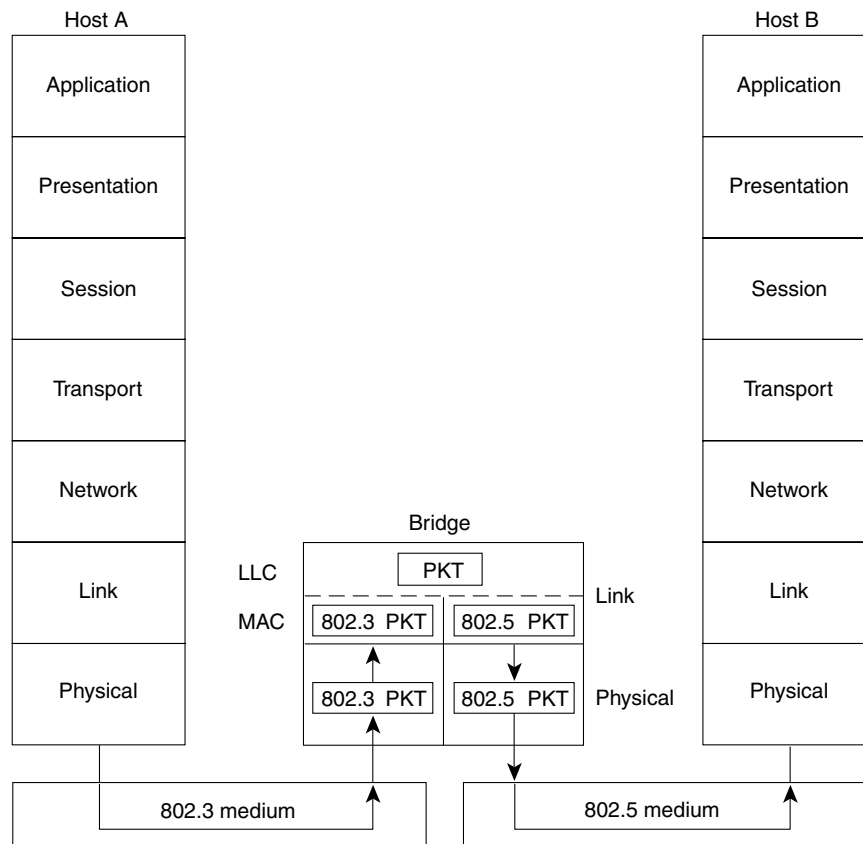 Host A
Application
Presentation
Session
Transport
Network
Link
Physical
Bridge
LLC
PKT
MAC
802.3 PKT
802.5 PKT
Link
802.3 PKT
802.5 PKT
Physical
Host B
Application
Presentation
Session
Transport
Network
Link
Physical
802.3 medium
802.5 medium